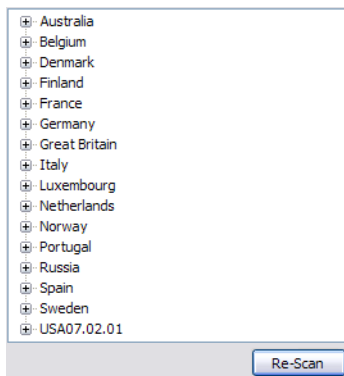 Australia
Belgium
Denmark
Finland
France
Germany
Great Britain
Italy
Luxembourg
Netherlands
Norway
Portugal
Russia
Spain
Sweden
USA07.02.01
Re-Scan